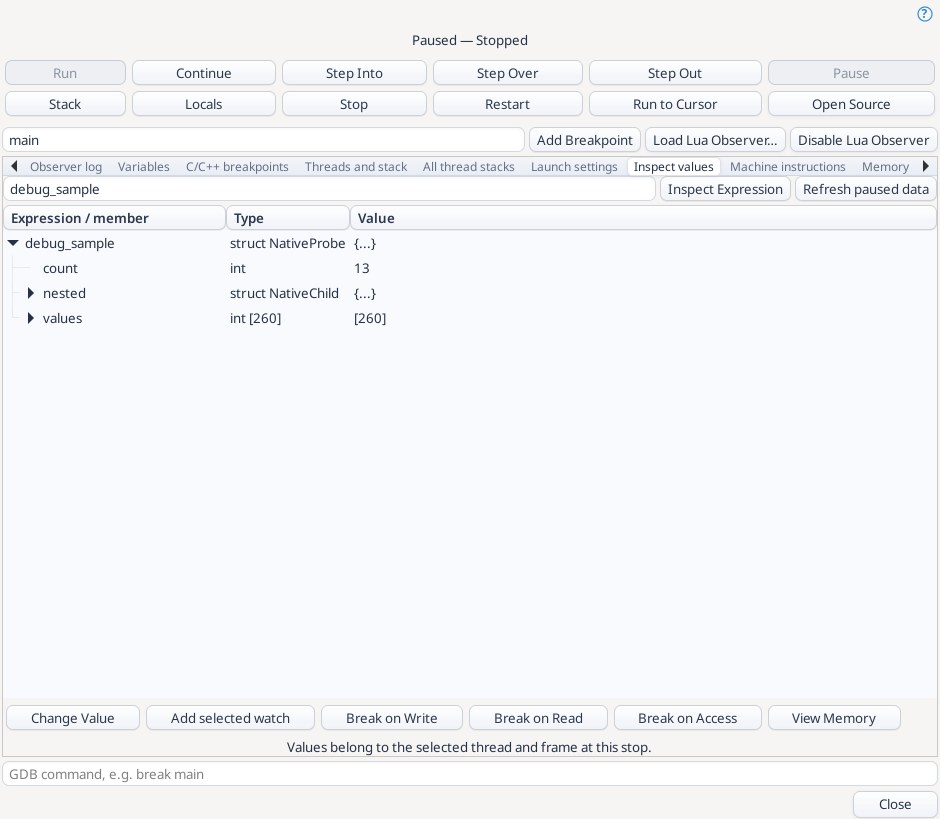 ?
Paused — Stopped
Run Continue Step Into Step Over Step Out Pause
Stack Locals Stop Restart Run to Cursor Open Source
main Add Breakpoint Load Lua Observer... Disable Lua Observer
Observer log Variables C/C++ breakpoints Threads and stack All thread stacks Launch settings Inspect values Machine instructions Memory
debug_sample Inspect Expression Refresh paused data
Expression / member Type Value
debug_sample struct NativeProbe {...}
count int 13
nested struct NativeChild {...}
values int [260] [260]
Change Value Add selected watch Break on Write Break on Read Break on Access View Memory
Values belong to the selected thread and frame at this stop.
GDB command, e.g. break main
Close